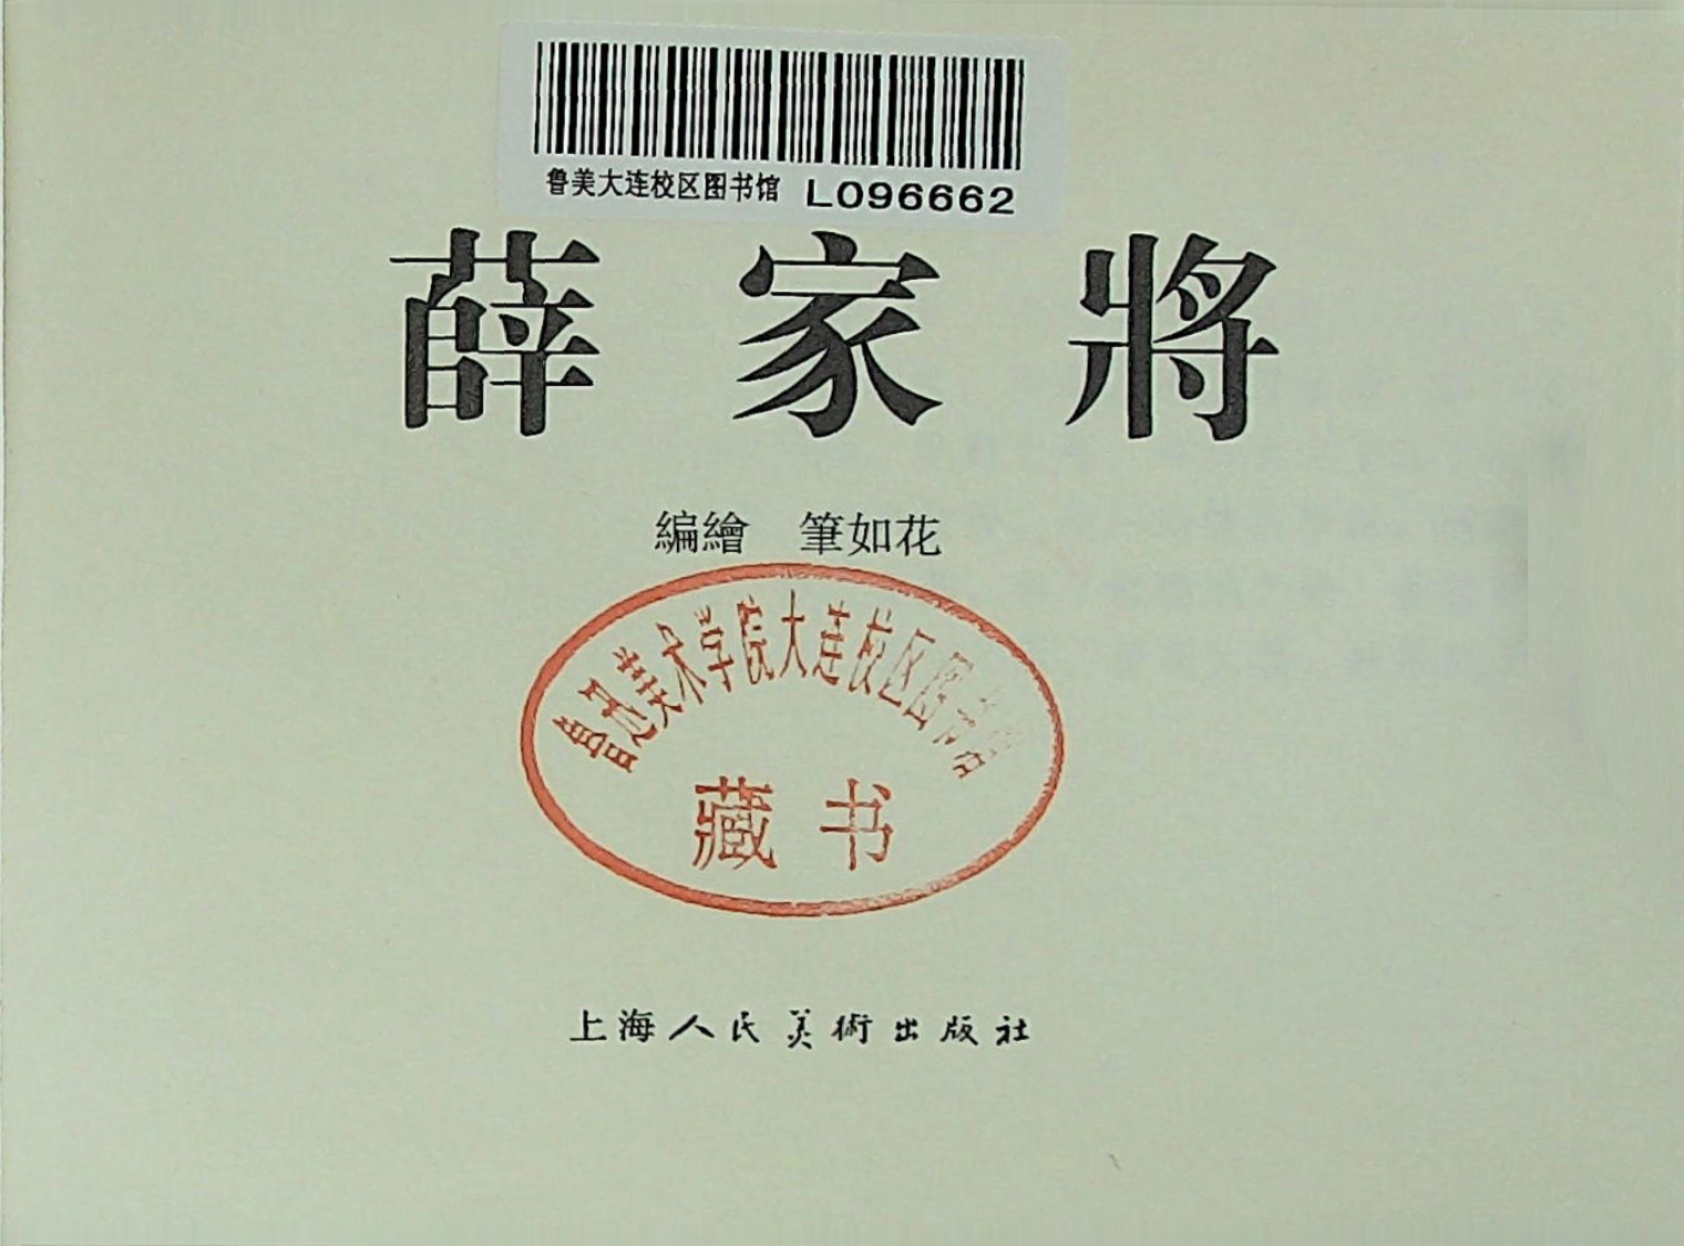 鲁美大连校区图书馆 L096662
薛家將
編繪 筆如花
鲁迅美术学院大连校区图书馆
藏书
上海人民美術出版社